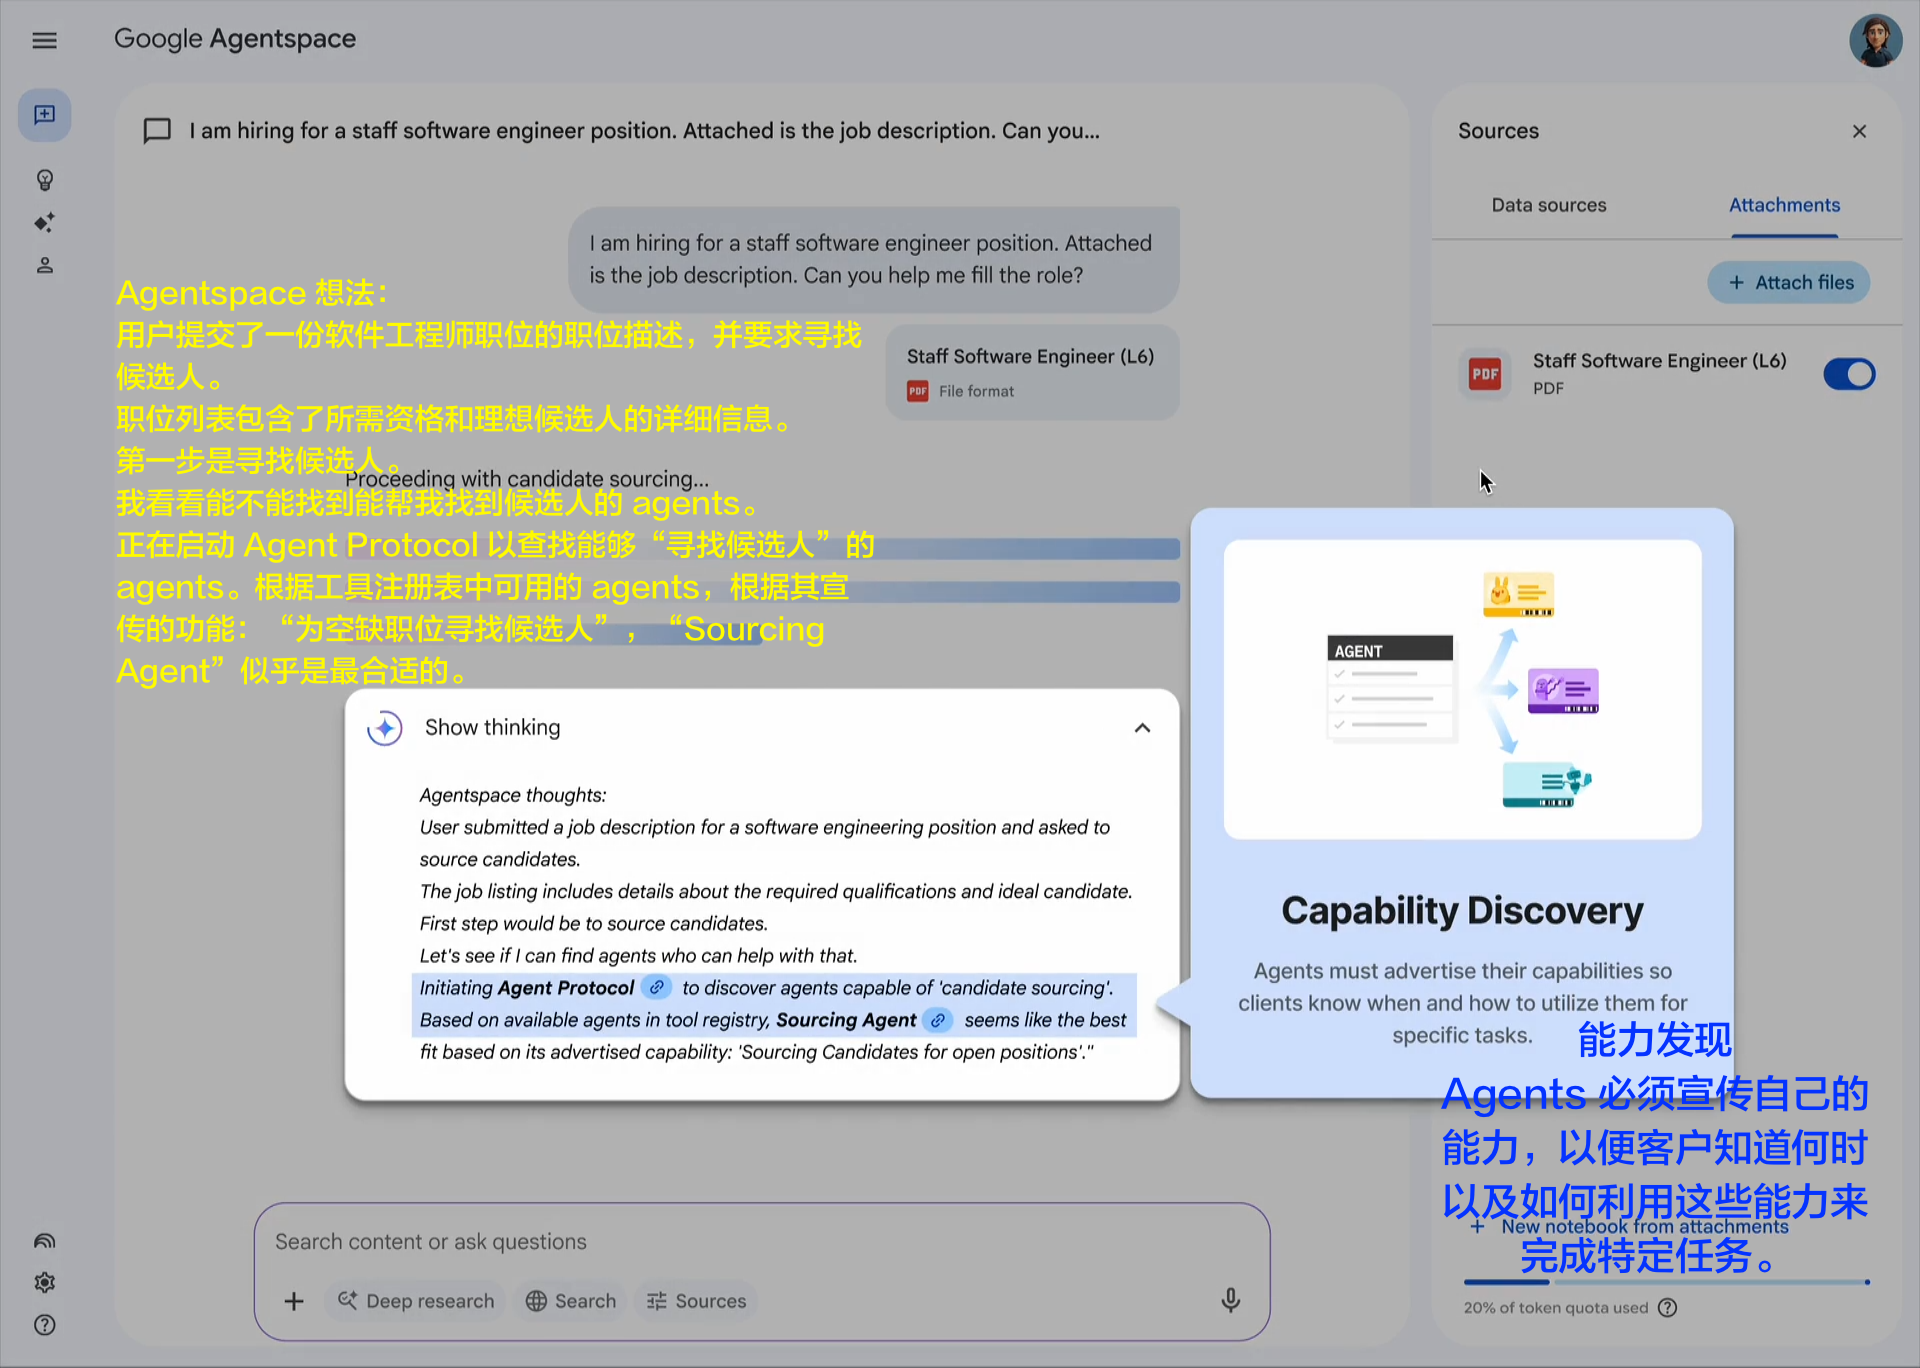 Google Agentspace
I am hiring for a staff software engineer position. Attached is the job description. Can you...
I am hiring for a staff software engineer position. Attached
is the job description. Can you help me fill the role?
Staff Software Engineer (L6)
PDF File format
Agentspace 想法：
用户提交了一份软件工程师职位的职位描述，并要求寻找
候选人。
职位列表包含了所需资格和理想候选人的详细信息。
第一步是寻找候选人。
我看看能不能找到能帮我找到候选人的 agents。
正在启动 Agent Protocol 以查找能够“寻找候选人”的
agents。根据工具注册表中可用的 agents，根据其宣
传的功能：“为空缺职位寻找候选人”，“Sourcing
Agent”似乎是最合适的。
Proceeding with candidate sourcing...
Show thinking
Agentspace thoughts:
User submitted a job description for a software engineering position and asked to
source candidates.
The job listing includes details about the required qualifications and ideal candidate.
First step would be to source candidates.
Let's see if I can find agents who can help with that.
Initiating Agent Protocol to discover agents capable of 'candidate sourcing'.
Based on available agents in tool registry, Sourcing Agent seems like the best
fit based on its advertised capability: 'Sourcing Candidates for open positions'."
Search content or ask questions
Deep research Search Sources
Sources
Data sources Attachments
+ Attach files
PDF Staff Software Engineer (L6)
PDF
AGENT
Capability Discovery
Agents must advertise their capabilities so
clients know when and how to utilize them for
specific tasks.
能力发现
Agents 必须宣传自己的
能力，以便客户知道何时
以及如何利用这些能力来
完成特定任务。
+ New notebook from attachments
20% of token quota used